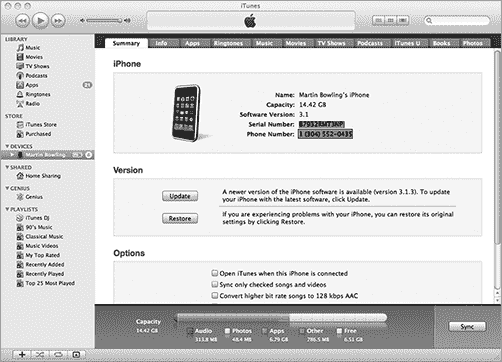 iTunes
LIBRARY
Music
Movies
TV Shows
Podcasts
Apps 21
Ringtones
Radio
STORE
iTunes Store
Purchased
DEVICES
Martin Bowling...
SHARED
Home Sharing
GENIUS
Genius
PLAYLISTS
iTunes DJ
90's Music
Classical Music
Music Videos
My Top Rated
Recently Added
Recently Played
Top 25 Most Played
Summary Info Apps Ringtones Music Movies TV Shows Podcasts iTunes U Books Photos
iPhone
Name: Martin Bowling's iPhone
Capacity: 14.42 GB
Software Version: 3.1
Serial Number:
Phone Number: 1 (304) 552-0435
Version
Update
A newer version of the iPhone software is available (version 3.1.3). To update
your iPhone with the latest software, click Update.
Restore
If you are experiencing problems with your iPhone, you can restore its original
settings by clicking Restore.
Options
Open iTunes when this iPhone is connected
Sync only checked songs and videos
Convert higher bit rate songs to 128 kbps AAC
Capacity
14.42 GB
Audio Photos Apps Other Free
313.8 MB 48.4 MB 6.79 GB 786.5 MB 6.51 GB
Sync